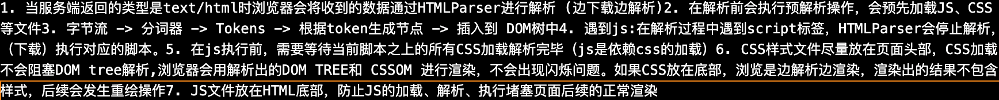 1. 当服务端返回的类型是text/html时浏览器会将收到的数据通过HTMLParser进行解析 (边下载边解析)2. 在解析前会执行预解析操作，会预先加载JS、CSS
等文件3. 字节流 -> 分词器 -> Tokens -> 根据token生成节点 -> 插入到 DOM树中4. 遇到js:在解析过程中遇到script标签，HTMLParser会停止解析，
（下载）执行对应的脚本。5. 在js执行前，需要等待当前脚本之上的所有CSS加载解析完毕（js是依赖css的加载）6. CSS样式文件尽量放在页面头部，CSS加载
不会阻塞DOM tree解析,浏览器会用解析出的DOM TREE和 CSSOM 进行渲染，不会出现闪烁问题。如果CSS放在底部，浏览是边解析边渲染，渲染出的结果不包含
样式，后续会发生重绘操作7. JS文件放在HTML底部，防止JS的加载、解析、执行堵塞页面后续的正常渲染